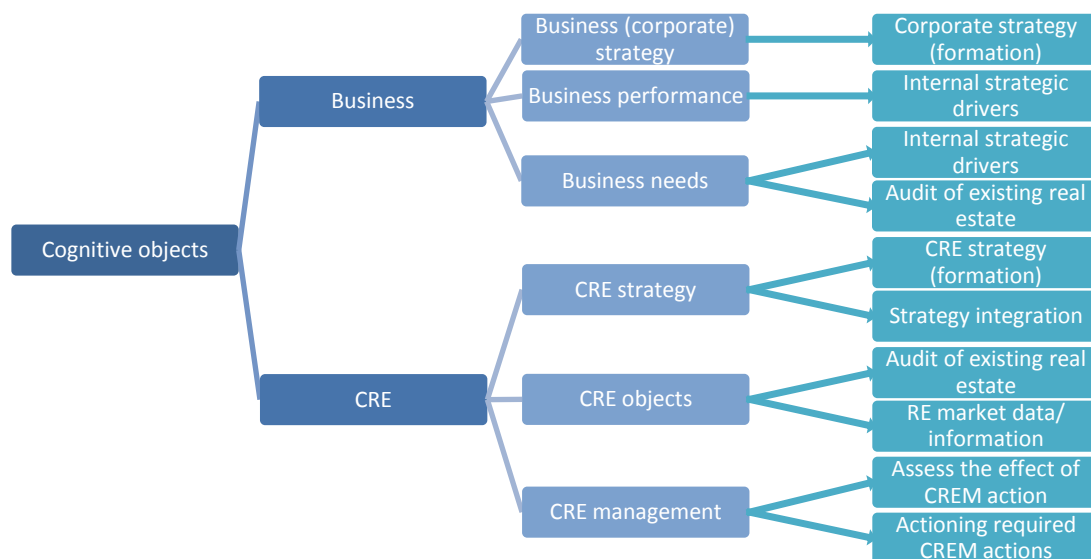 Cognitive objects
Business
CRE
Business (corporate)
strategy
Business performance
Business needs
CRE strategy
CRE objects
CRE management
Corporate strategy
(formation)
Internal strategic
drivers
Internal strategic
drivers
Audit of existing real
estate
CRE strategy
(formation)
Strategy integration
Audit of existing real
estate
RE market data/
information
Assess the effect of
CREM action
Actioning required
CREM actions